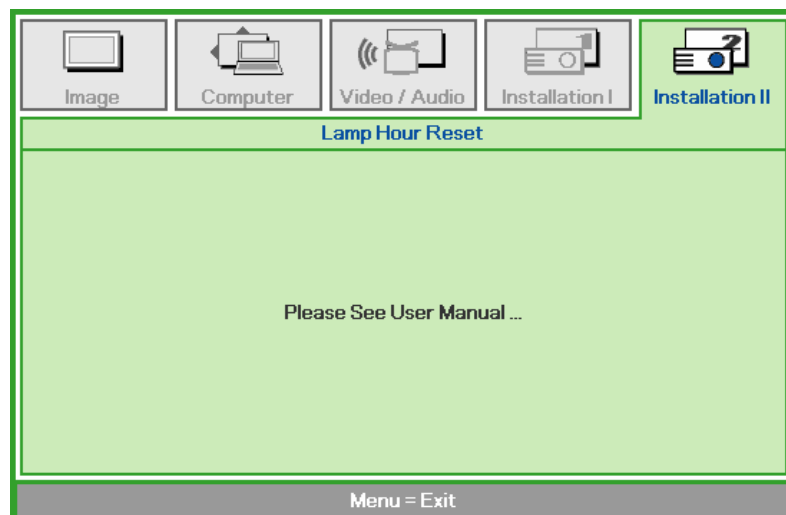 Image
Computer
Video / Audio
Installation I
Installation II
Lamp Hour Reset
Please See User Manual ...
Menu = Exit